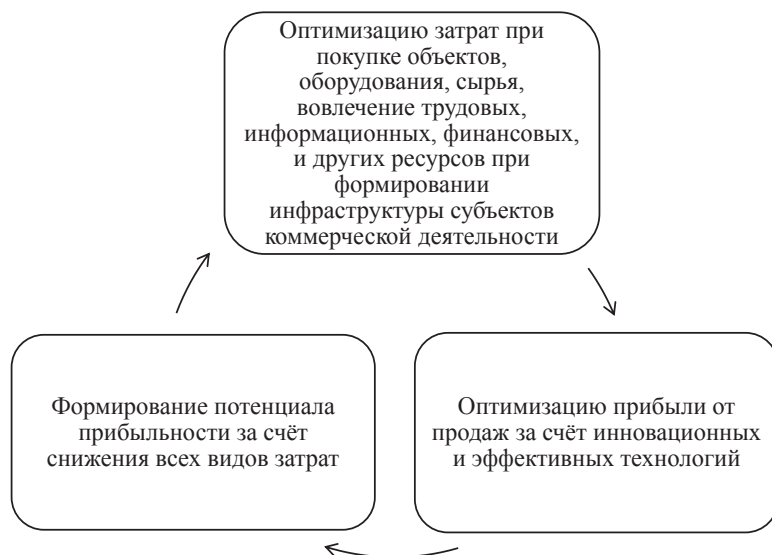 Оптимизацию затрат при
покупке объектов,
оборудования, сырья,
вовлечение трудовых,
информационных, финансовых,
и других ресурсов при
формировании
инфраструктуры субъектов
коммерческой деятельности
Формирование потенциала
прибыльности за счёт
снижения всех видов затрат
Оптимизацию прибыли от
продаж за счёт инновационных
и эффективных технологий